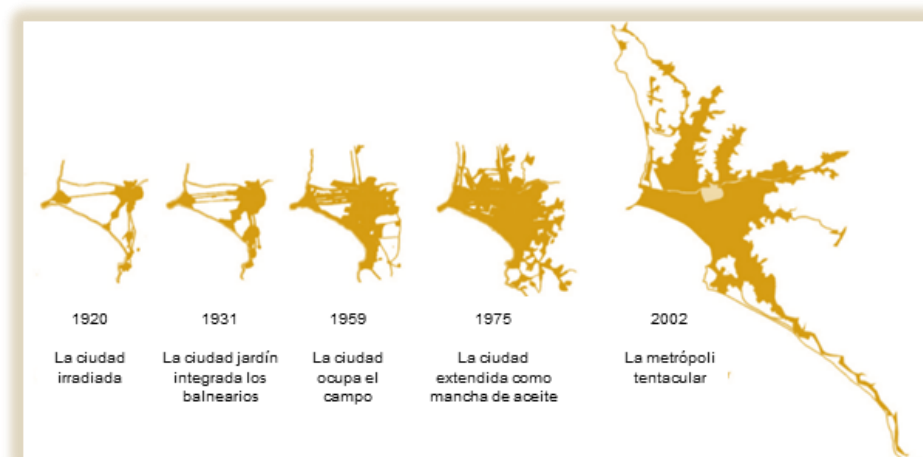 1920
La ciudad
irradiada
1931
La ciudad jardín
integrada los
balnearios
1959
La ciudad
ocupa el
campo
1975
La ciudad
extendida como
mancha de aceite
2002
La metrópoli
tentacular